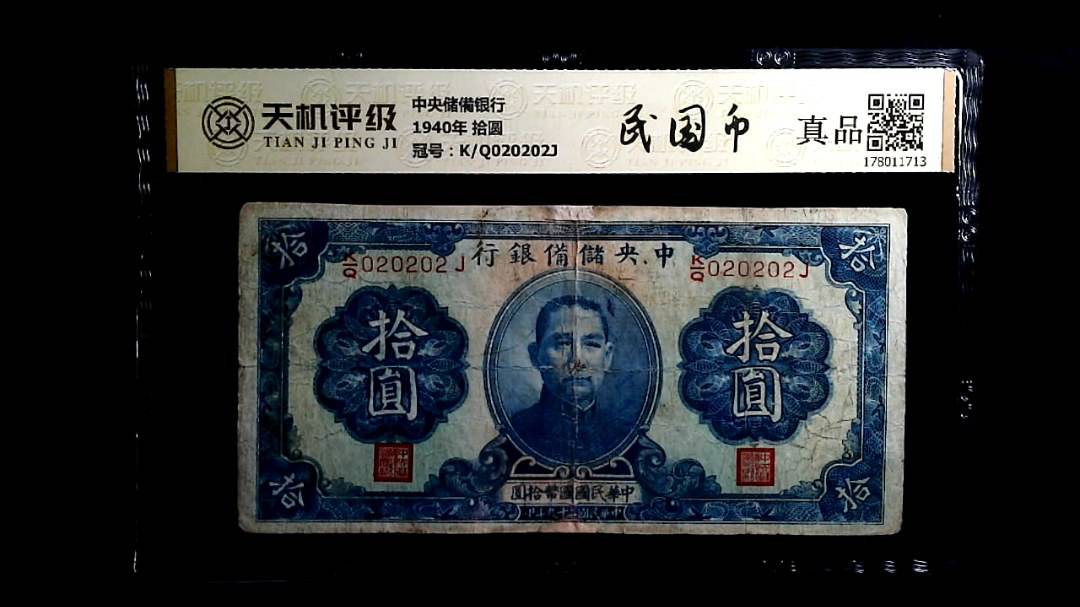 天机评级
TIAN JI PING JI
中央储備银行
1940年 拾圆
冠号：K/Q020202J
民国币
真品
178011713
拾
拾
行銀備儲央中
K/Q020202J
K/Q020202J
拾圓
拾圓
圓拾幣國國民華中
拾
拾